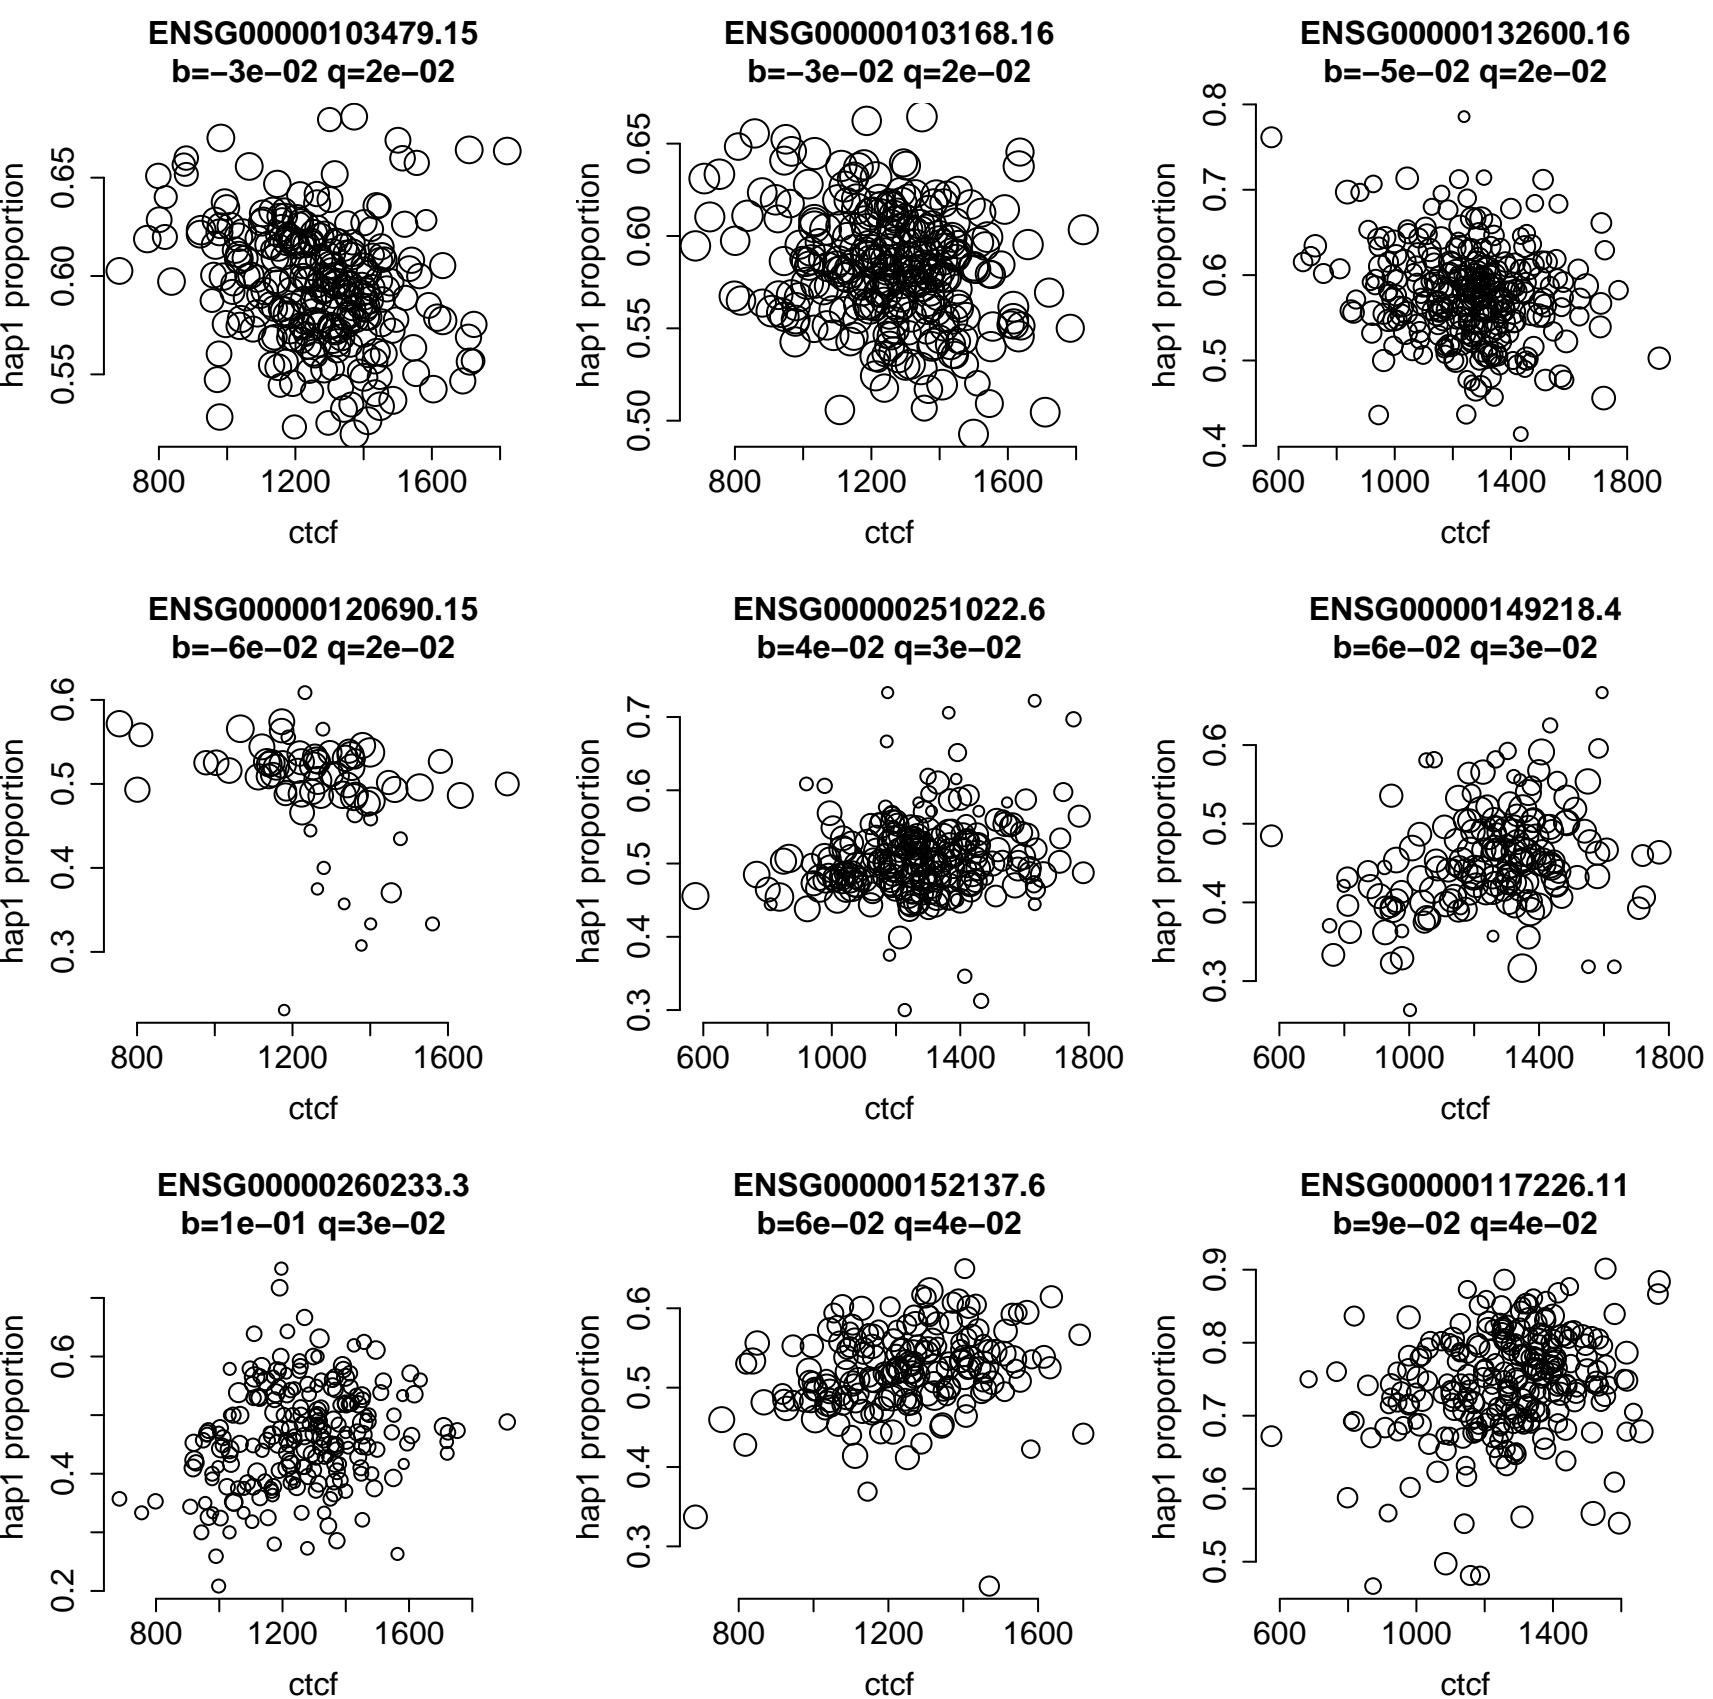 ENSG00000103479.15
b=−3e−02 q=2e−02
hap1 proportion
0.55 0.60 0.65
800 1200 1600
ctcf
ENSG00000103168.16
b=−3e−02 q=2e−02
hap1 proportion
0.50 0.55 0.60 0.65
800 1200 1600
ctcf
ENSG00000132600.16
b=−5e−02 q=2e−02
hap1 proportion
0.4 0.5 0.6 0.7 0.8
600 1000 1400 1800
ctcf
ENSG00000120690.15
b=−6e−02 q=2e−02
hap1 proportion
0.3 0.4 0.5 0.6
800 1200 1600
ctcf
ENSG00000251022.6
b=4e−02 q=3e−02
hap1 proportion
0.3 0.4 0.5 0.6 0.7
600 1000 1400 1800
ctcf
ENSG00000149218.4
b=6e−02 q=3e−02
hap1 proportion
0.3 0.4 0.5 0.6
600 1000 1400 1800
ctcf
ENSG00000260233.3
b=1e−01 q=3e−02
hap1 proportion
0.2 0.4 0.6
800 1200 1600
ctcf
ENSG00000152137.6
b=6e−02 q=4e−02
hap1 proportion
0.3 0.4 0.5 0.6
800 1200 1600
ctcf
ENSG00000117226.11
b=9e−02 q=4e−02
hap1 proportion
0.5 0.6 0.7 0.8 0.9
600 1000 1400
ctcf